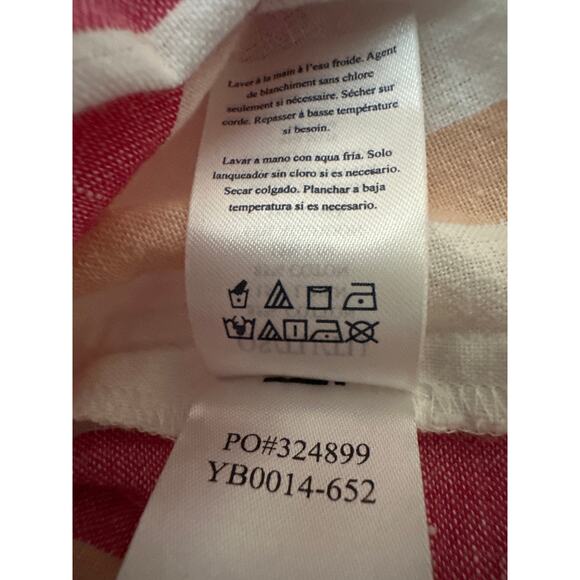 Laver à la main à l'eau froide. Agent
de blanchiment sans chlore
seulement si nécessaire. Sécher sur
corde. Repasser à basse température
si besoin.
Lavar a mano con aqua fría. Solo
lanqueador sin cloro si es necesario.
Secar colgado. Planchar a baja
temperatura si es necesario.
PO#324899
YB0014-652